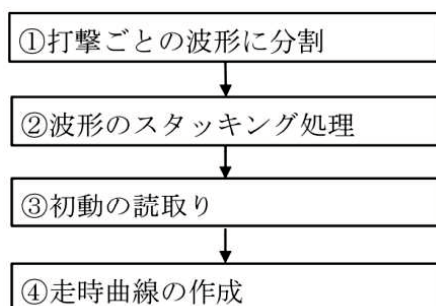 ①打撃ごとの波形に分割
②波形のスタッキング処理
③初動の読取り
④走時曲線の作成